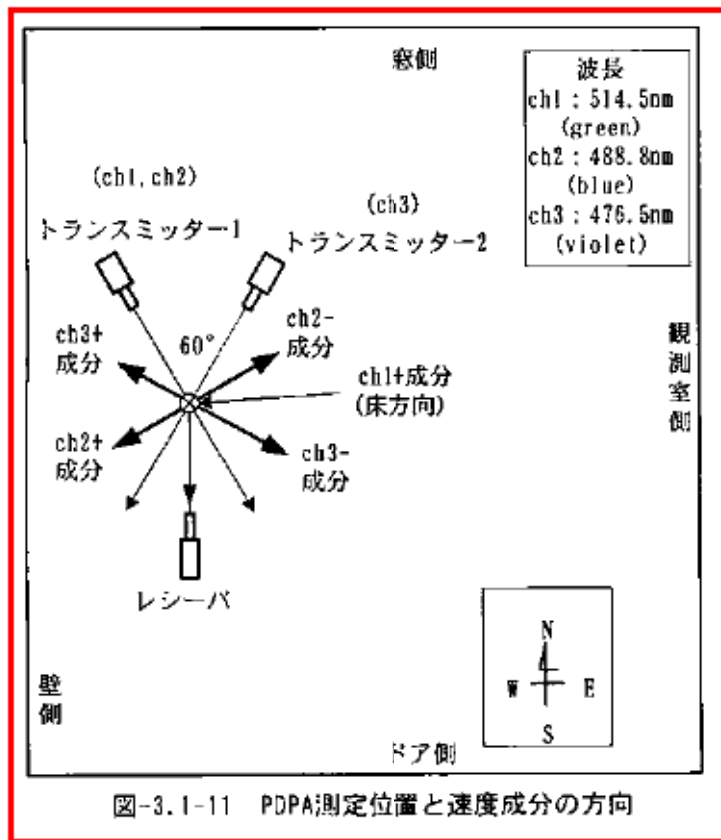 窓側
波長
ch1：514.5nm
(green)
ch2：488.8nm
(blue)
ch3：476.5nm
(violet)
(ch1,ch2)
トランスミッター1
(ch3)
トランスミッター2
60°
ch3+
成分
ch2-
成分
ch1+成分
(床方向)
ch2+
成分
ch3-
成分
観測室側
レシーバ
壁側
N
W E
S
ドア側
図-3.1-11 PDPA測定位置と速度成分の方向